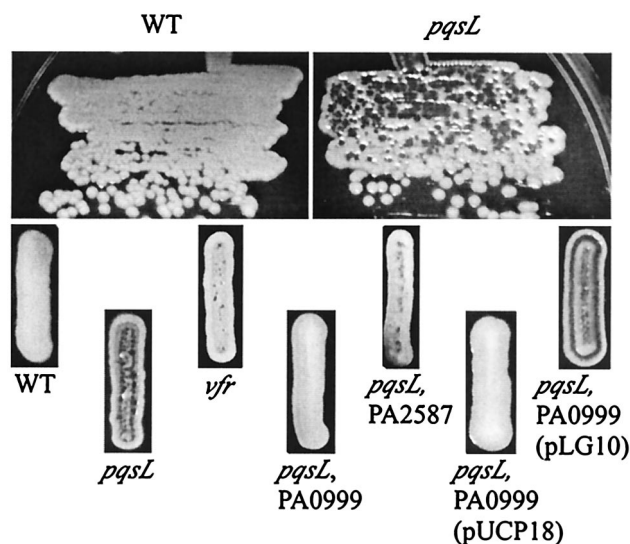 WT
pqsL
WT
pqsL
vfr
pqsL,
PA0999
pqsL,
PA2587
pqsL,
PA0999
(pUCP18)
pqsL,
PA0999
(pLG10)